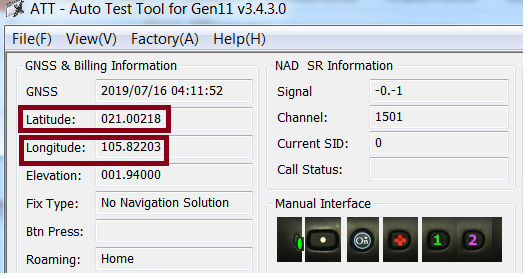 ATT - Auto Test Tool for Gen11 v3.4.3.0
File(F) View(V) Factory(A) Help(H)
GNSS & Billing Information
GNSS 2019/07/16 04:11:52
Latitude: 021.00218
Longitude: 105.82203
Elevation: 001.94000
Fix Type: No Navigation Solution
Btn Press:
Roaming: Home
NAD SR Information
Signal -0.-1
Channel: 1501
Current SID: 0
Call Status:
Manual Interface
On
1
2